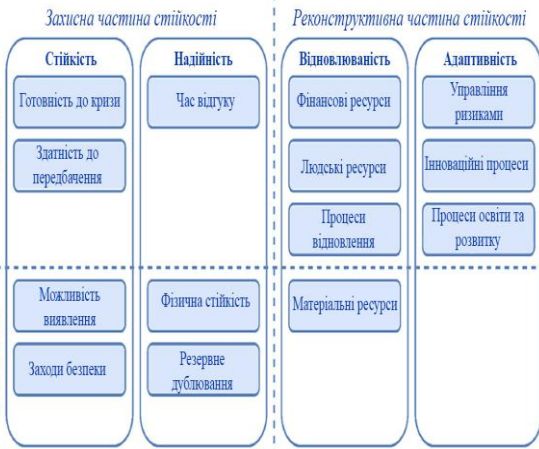 Захисна частина стійкості
Реконструктивна частина стійкості
Стійкість
Готовність до кризи
Здатність до
передбачення
Можливість
виявлення
Заходи безпеки
Надійність
Час відгуку
Фізична стійкість
Резервне
дублювання
Відновлюваність
Фінансові ресурси
Людські ресурси
Процеси
відновлення
Матеріальні ресурси
Адаптивність
Управління
ризиками
Інноваційні процеси
Процеси освіти та
розвитку